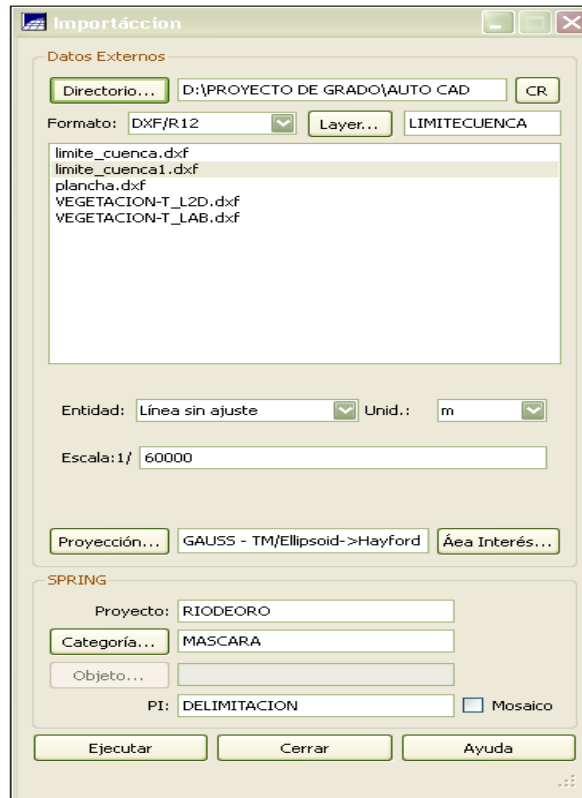 Importáccion
Datos Externos
Directorio... D:\PROYECTO DE GRADO\AUTO CAD CR
Formato: DXF/R12 Layer... LIMITECUENCA
limite_cuenca.dxf
limite_cuenca1.dxf
plancha.dxf
VEGETACION-T_L2D.dxf
VEGETACION-T_LAB.dxf
Entidad: Línea sin ajuste Unid.: m
Escala:1/ 60000
Proyección... GAUSS - TM/Ellipsoid->Hayford Áea Interés...
SPRING
Proyecto: RIODEORO
Categoría... MASCARA
Objeto...
PI: DELIMITACION Mosaico
Ejecutar Cerrar Ayuda